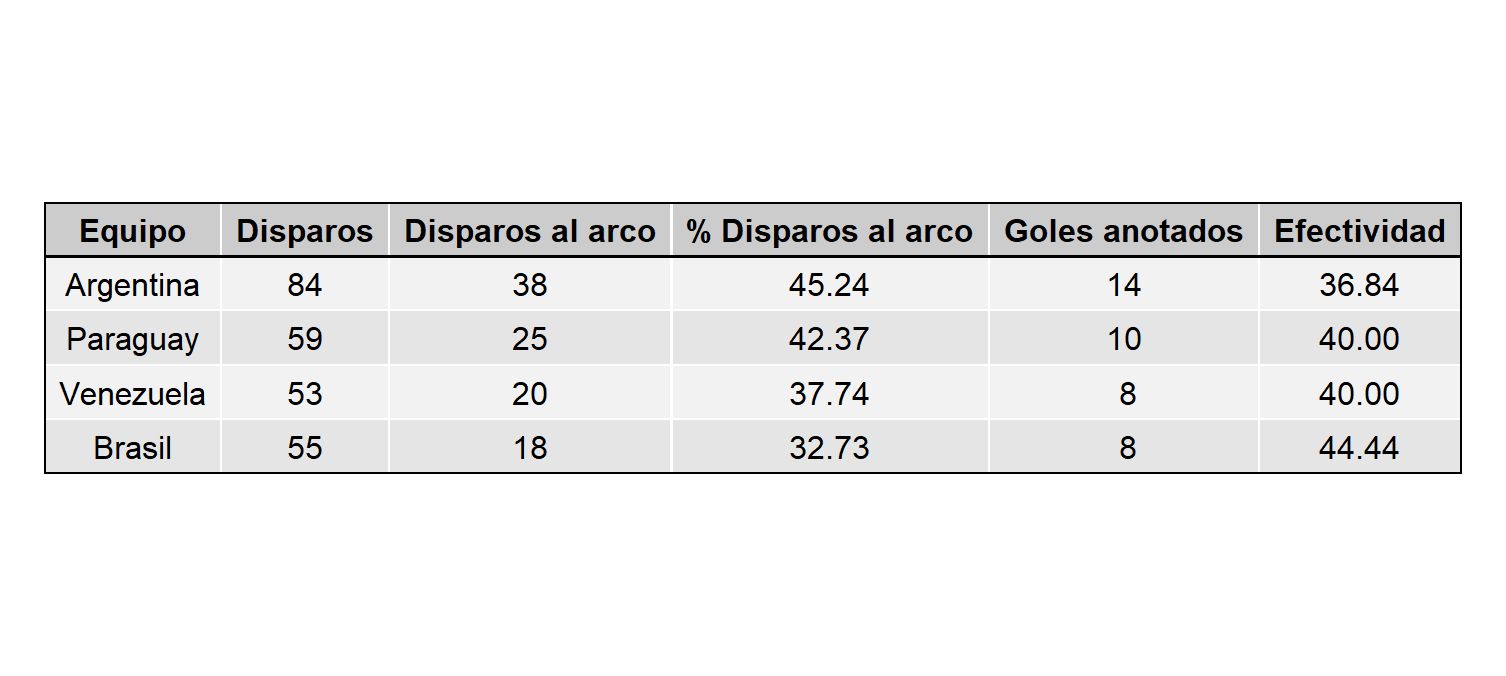 Equipo Disparos Disparos al arco % Disparos al arco Goles anotados Efectividad
Argentina 84 38 45.24 14 36.84
Paraguay 59 25 42.37 10 40.00
Venezuela 53 20 37.74 8 40.00
Brasil 55 18 32.73 8 44.44